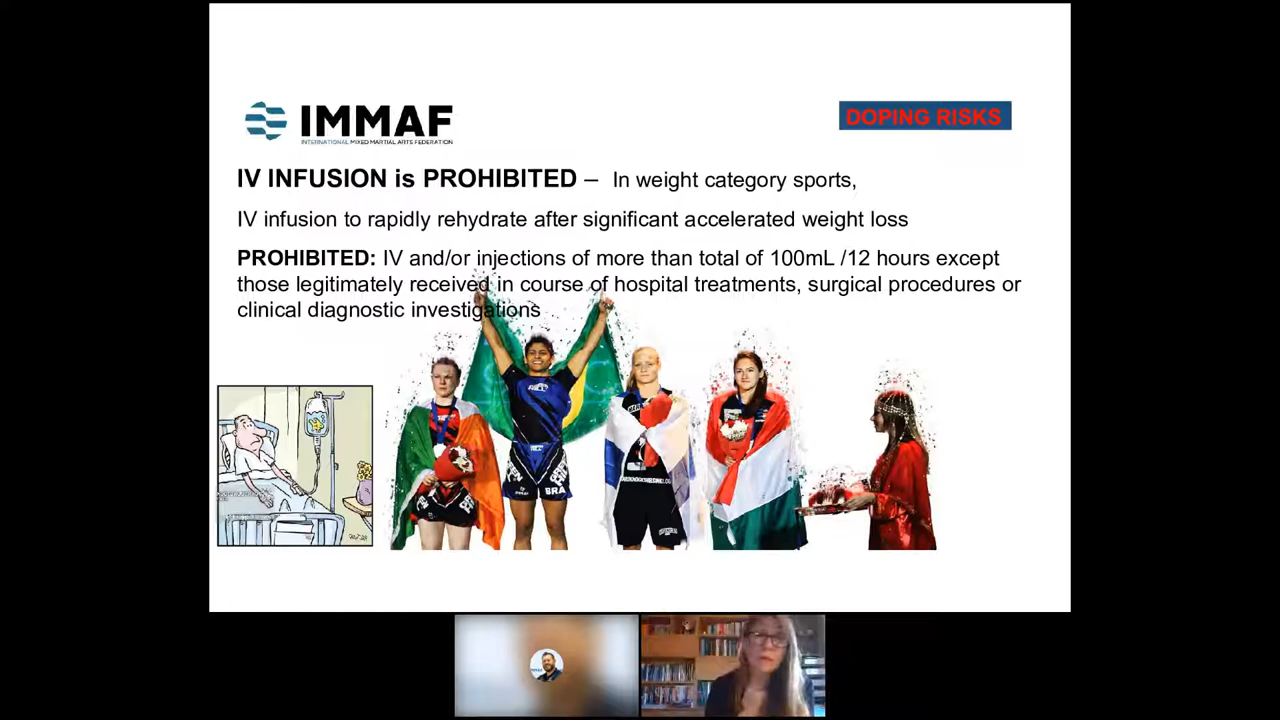 IMMAF
INTERNATIONAL MIXED MARTIAL ARTS FEDERATION
DOPING RISKS
IV INFUSION is PROHIBITED – In weight category sports,
IV infusion to rapidly rehydrate after significant accelerated weight loss
PROHIBITED: IV and/or injections of more than total of 100mL /12 hours except
those legitimately received in course of hospital treatments, surgical procedures or
clinical diagnostic investigations
BRA